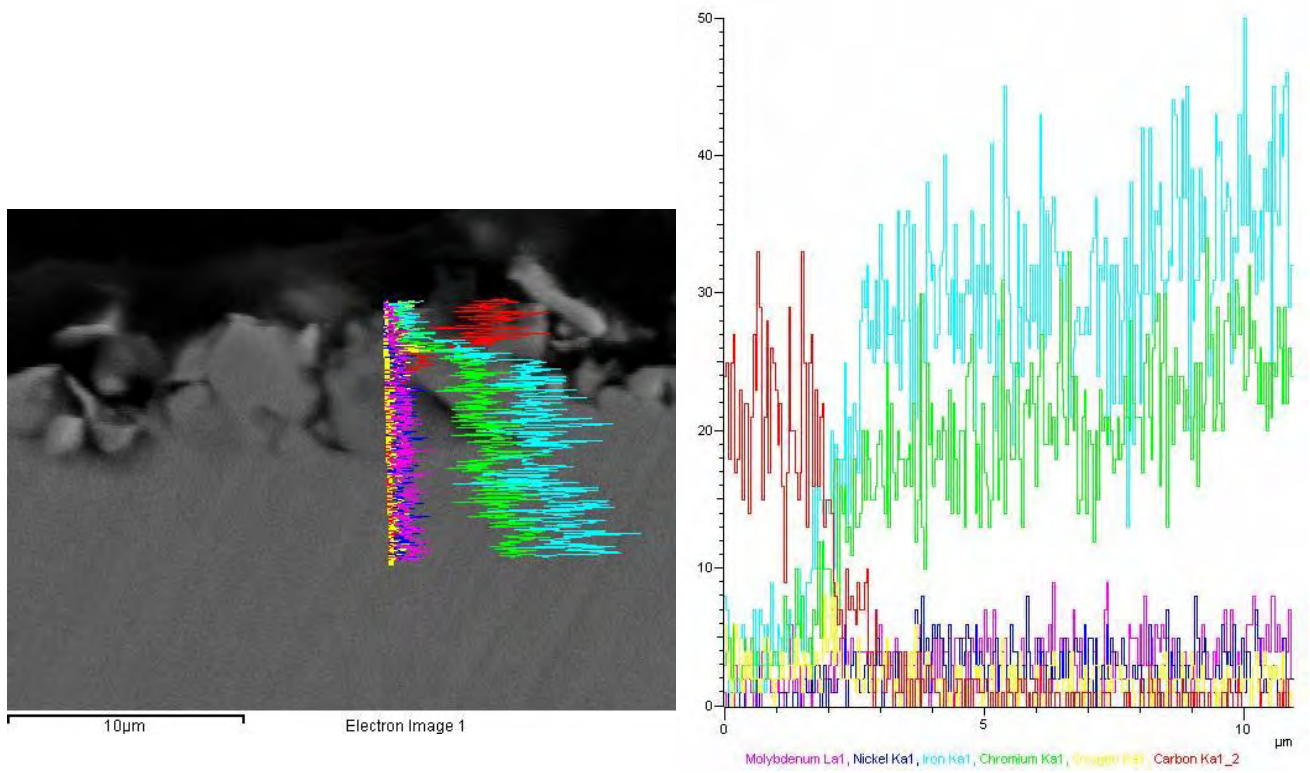 50
40
30
20
10
0
0 5 10
µm
10µm Electron Image 1
Molybdenum La1, Nickel Ka1, Iron Ka1, Chromium Ka1, Oxygen Ka1, Carbon Ka1_2